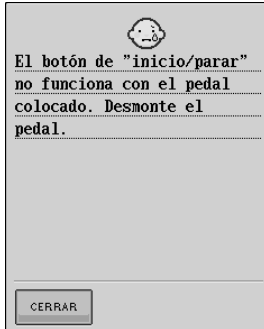 El botón de "inicio/parar"
no funciona con el pedal
colocado. Desmonte el
pedal.
CERRAR